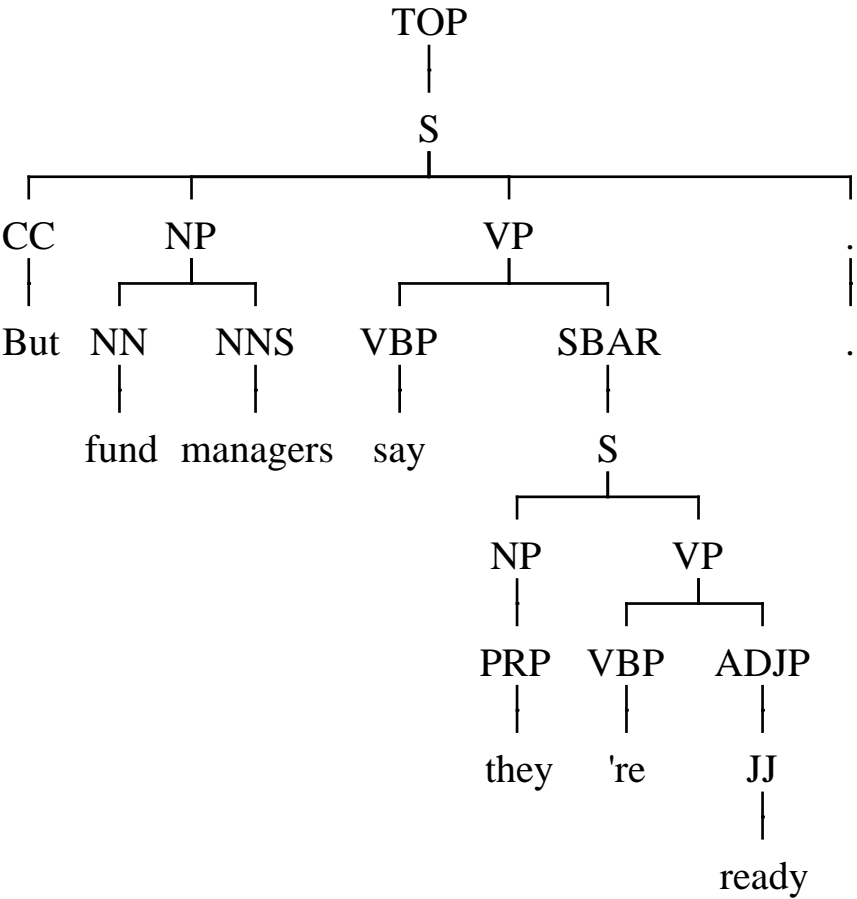 TOP
S
CC NP VP .
But NN NNS VBP SBAR .
fund managers say S
NP VP
PRP VBP ADJP
they 're JJ
ready